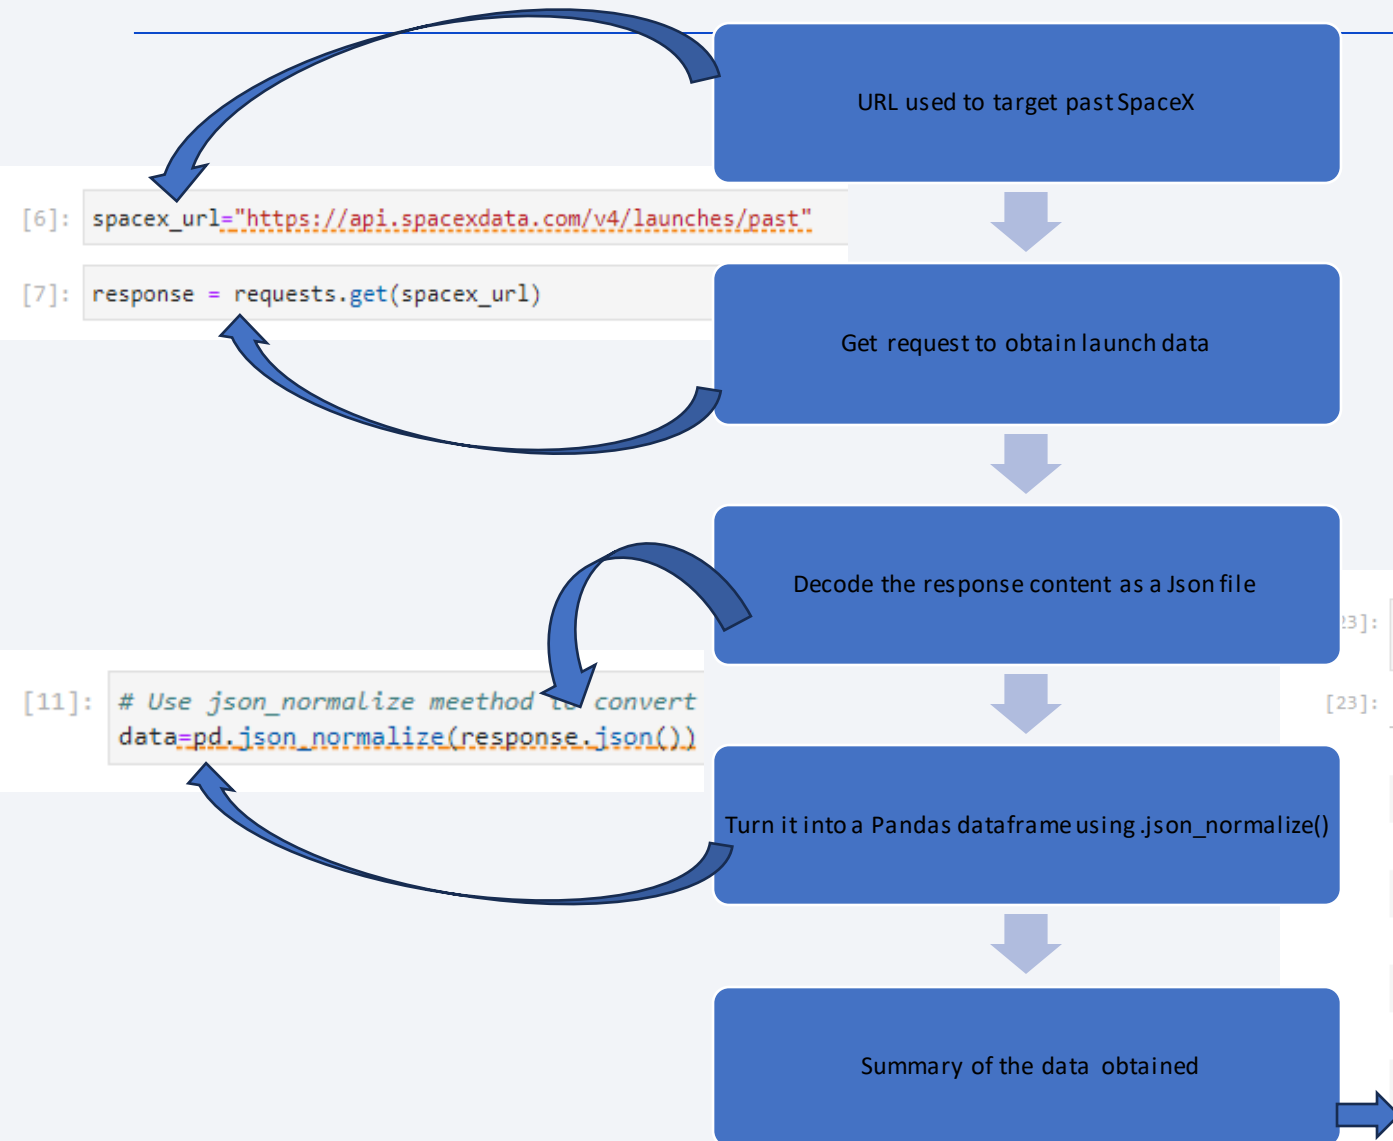 URL used to target past SpaceX
[6]: spacex_url="https://api.spacexdata.com/v4/launches/past"
[7]: response = requests.get(spacex_url)
Get request to obtain launch data
Decode the response content as a Json file
23]:
[11]: # Use json_normalize meethod to convert
data=pd.json_normalize(response.json())
[23]:
Turn it into a Pandas dataframe using .json_normalize()
Summary of the data obtained